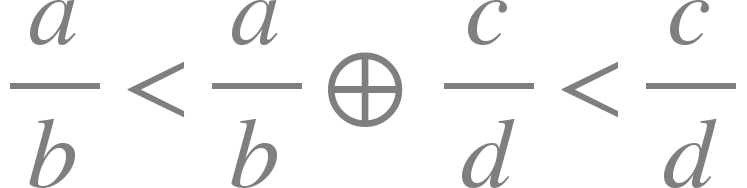 a/b < a/b ⊕ c/d < c/d